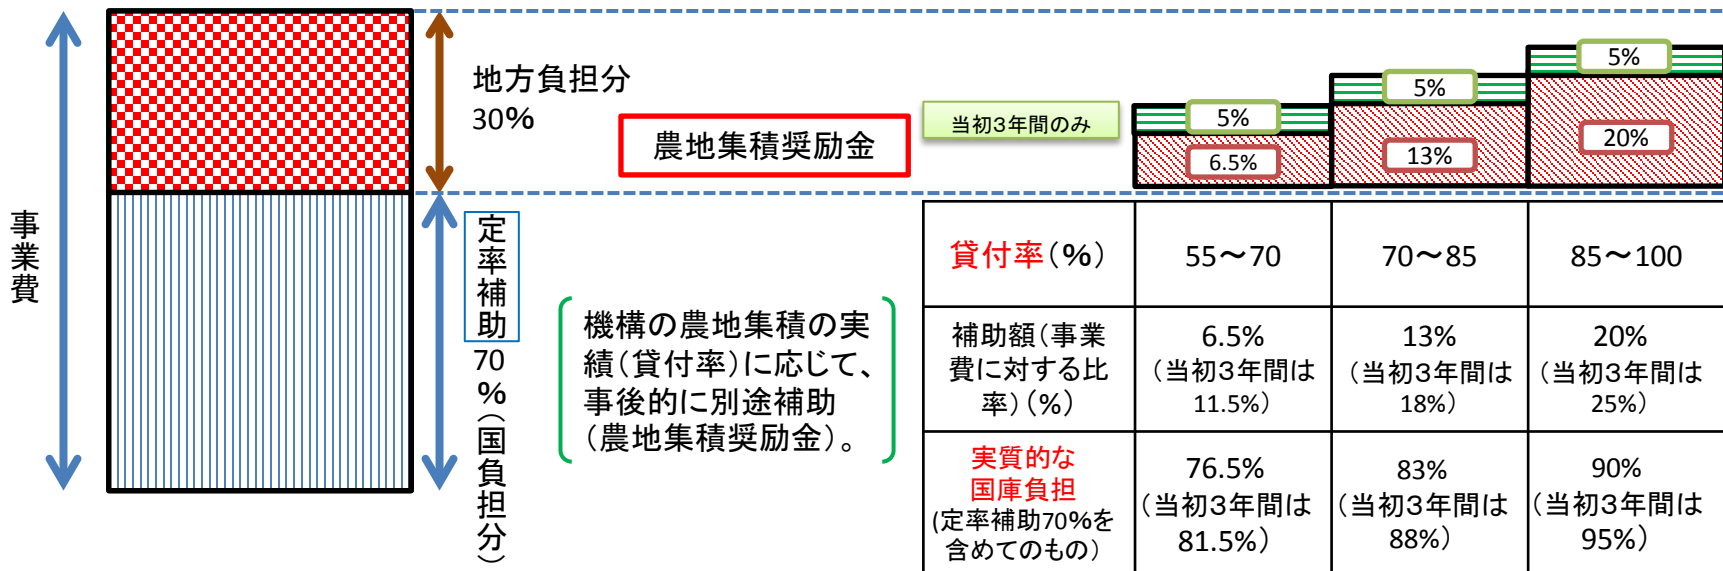 事業費
地方負担分
30%
定率補助
70%(国負担分)
農地集積奨励金
当初3年間のみ
5%
6.5%
5%
13%
5%
20%
機構の農地集積の実
績(貸付率)に応じて、
事後的に別途補助
(農地集積奨励金)。
貸付率(%)
55~70
70~85
85~100
補助額(事業
費に対する比
率)(%)
6.5%
(当初3年間は
11.5%)
13%
(当初3年間は
18%)
20%
(当初3年間は
25%)
実質的な
国庫負担
(定率補助70%を
含めてのもの)
76.5%
(当初3年間は
81.5%)
83%
(当初3年間は
88%)
90%
(当初3年間は
95%)